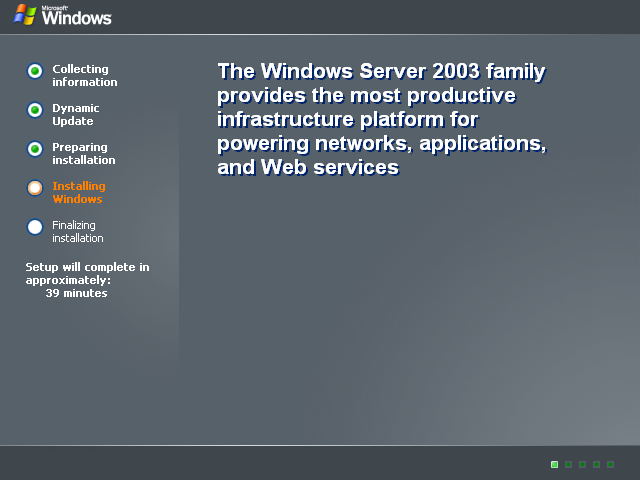 Microsoft
Windows
Collecting
information
Dynamic
Update
Preparing
installation
Installing
Windows
Finalizing
installation
Setup will complete in
approximately:
39 minutes
The Windows Server 2003 family
provides the most productive
infrastructure platform for
powering networks, applications,
and Web services